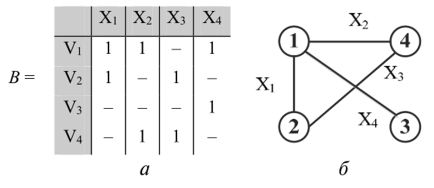 X₁ X₂ X₃ X₄
V₁ 1 1 – 1
B = V₂ 1 – 1 –
V₃ – – – 1
V₄ – 1 1 –
а
X₂
1 4
X₁ X₃
2 X₄ 3
б